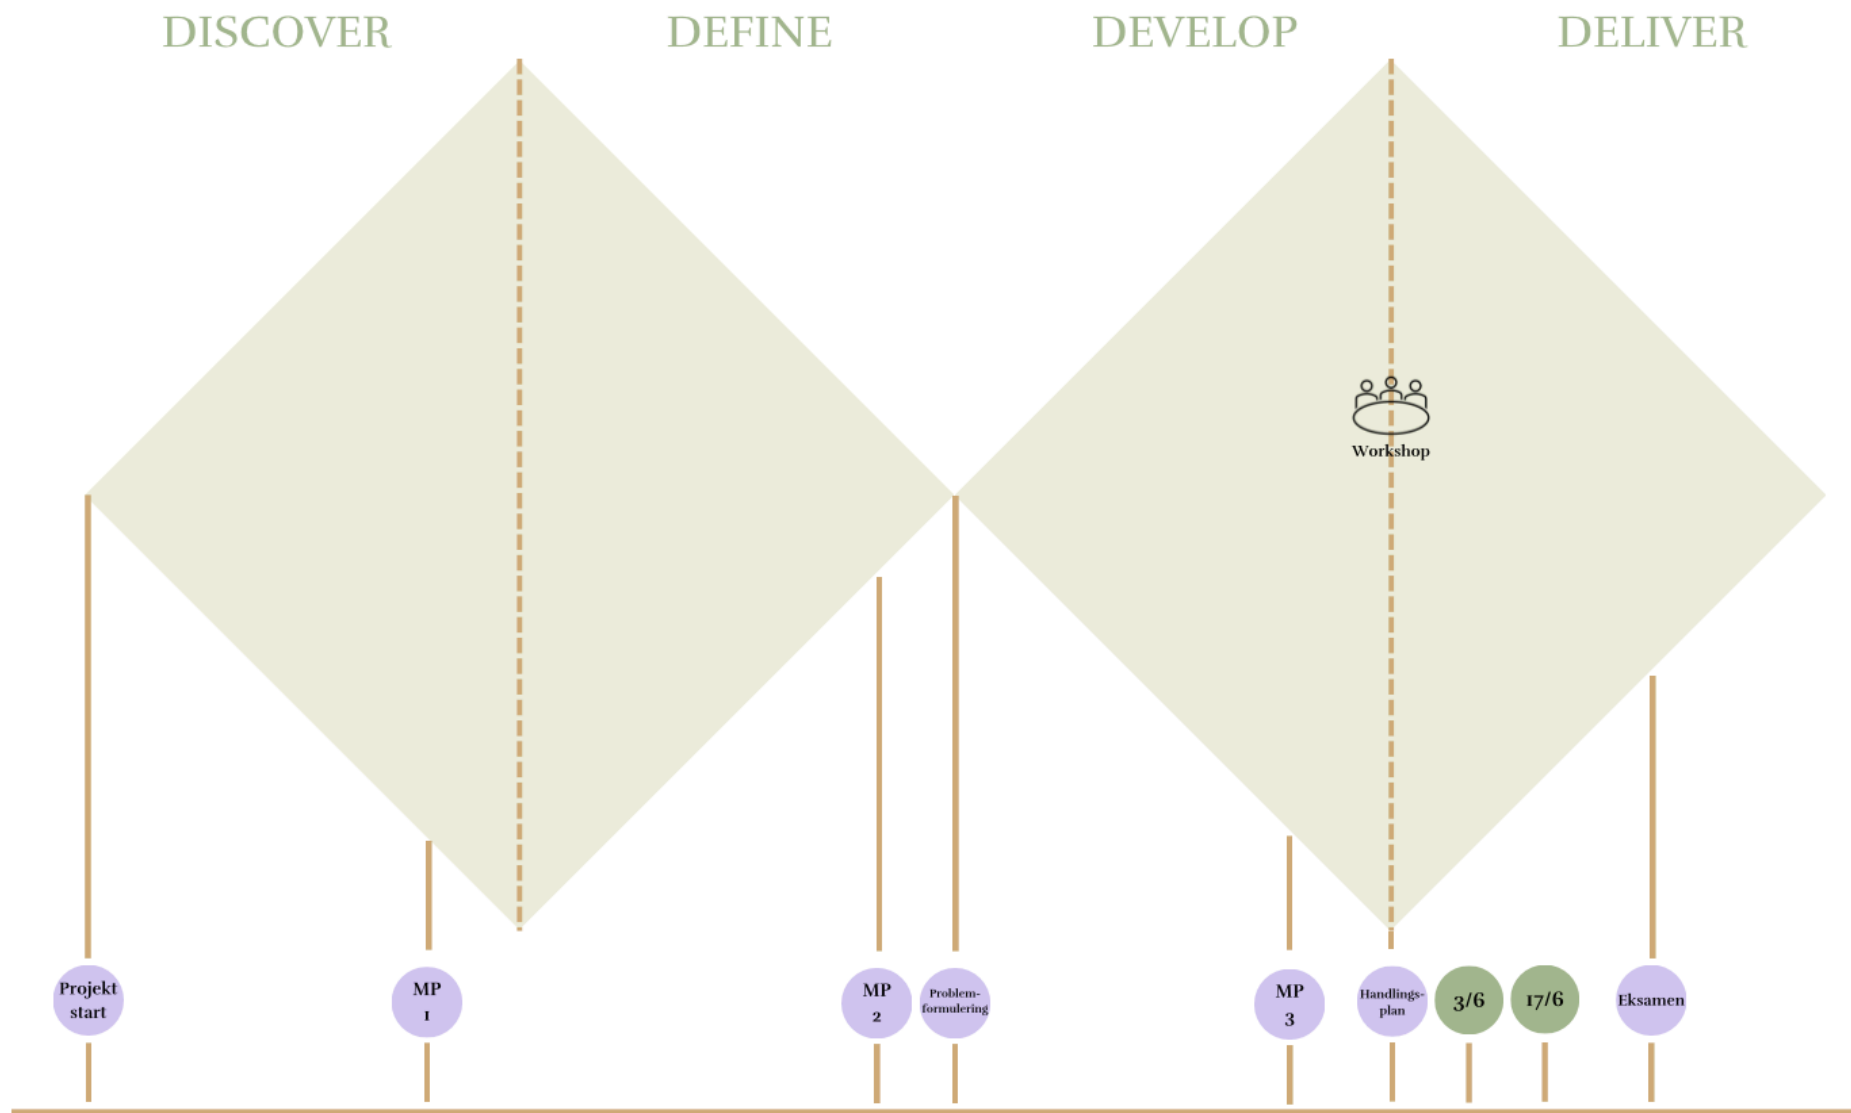 DISCOVER
DEFINE
DEVELOP
DELIVER
Workshop
Projekt
start
MP
1
MP
2
Problem-
formulering
MP
3
Handlings-
plan
3/6
17/6
Eksamen